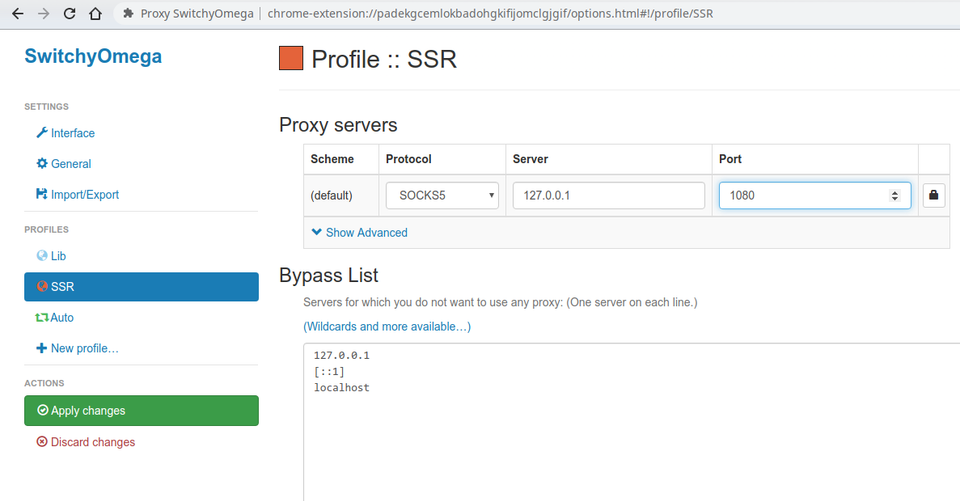 Proxy SwitchyOmega | chrome-extension://padekgcemlokbadohgkifijomclgjgif/options.html#!/profile/SSR
SwitchyOmega
SETTINGS
Interface
General
Import/Export
PROFILES
Lib
SSR
Auto
New profile…
ACTIONS
Apply changes
Discard changes
Profile :: SSR
Proxy servers
Scheme Protocol Server Port
(default) SOCKS5 127.0.0.1 1080
Show Advanced
Bypass List
Servers for which you do not want to use any proxy: (One server on each line.)
(Wildcards and more available…)
127.0.0.1
[::1]
localhost